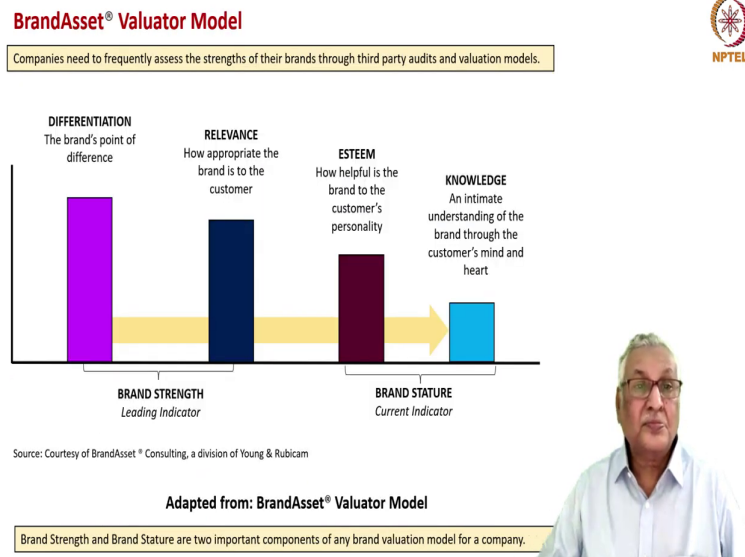 BrandAsset® Valuator Model
NPTEL
Companies need to frequently assess the strengths of their brands through third party audits and valuation models.
DIFFERENTIATION
The brand's point of
difference
RELEVANCE
How appropriate the
brand is to the
customer
ESTEEM
How helpful is the
brand to the
customer's
personality
KNOWLEDGE
An intimate
understanding of the
brand through the
customer's mind and
heart
BRAND STRENGTH
Leading Indicator
BRAND STATURE
Current Indicator
Source: Courtesy of BrandAsset ® Consulting, a division of Young & Rubicam
Adapted from: BrandAsset® Valuator Model
Brand Strength and Brand Stature are two important components of any brand valuation model for a company.